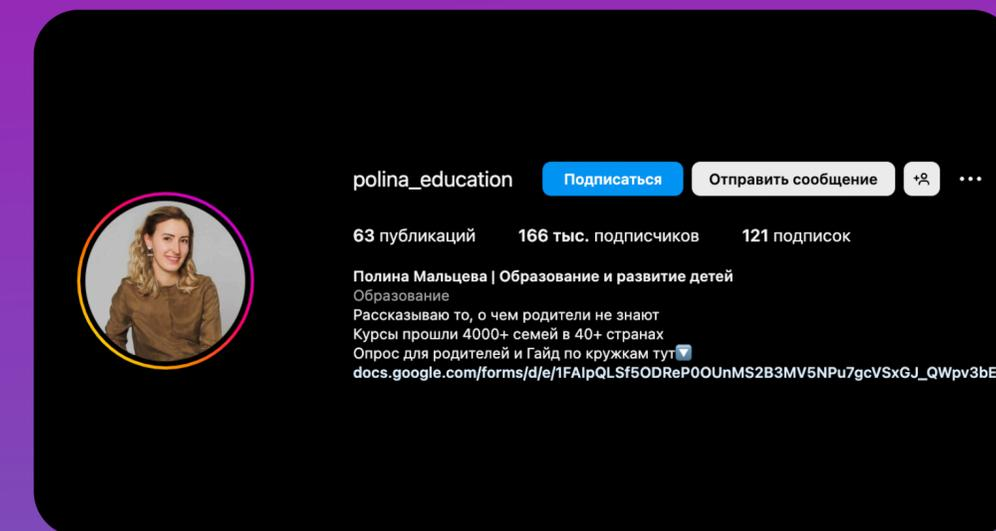 polina_education Подписаться Отправить сообщение
63 публикаций 166 тыс. подписчиков 121 подписок
Полина Мальцева | Образование и развитие детей
Образование
Рассказываю то, о чем родители не знают
Курсы прошли 4000+ семей в 40+ странах
Опрос для родителей и Гайд по кружкам тут
docs.google.com/forms/d/e/1FAIpQLSf5ODReP0OUnMS2B3MV5NPu7gcVSxGJ_QWpv3bE